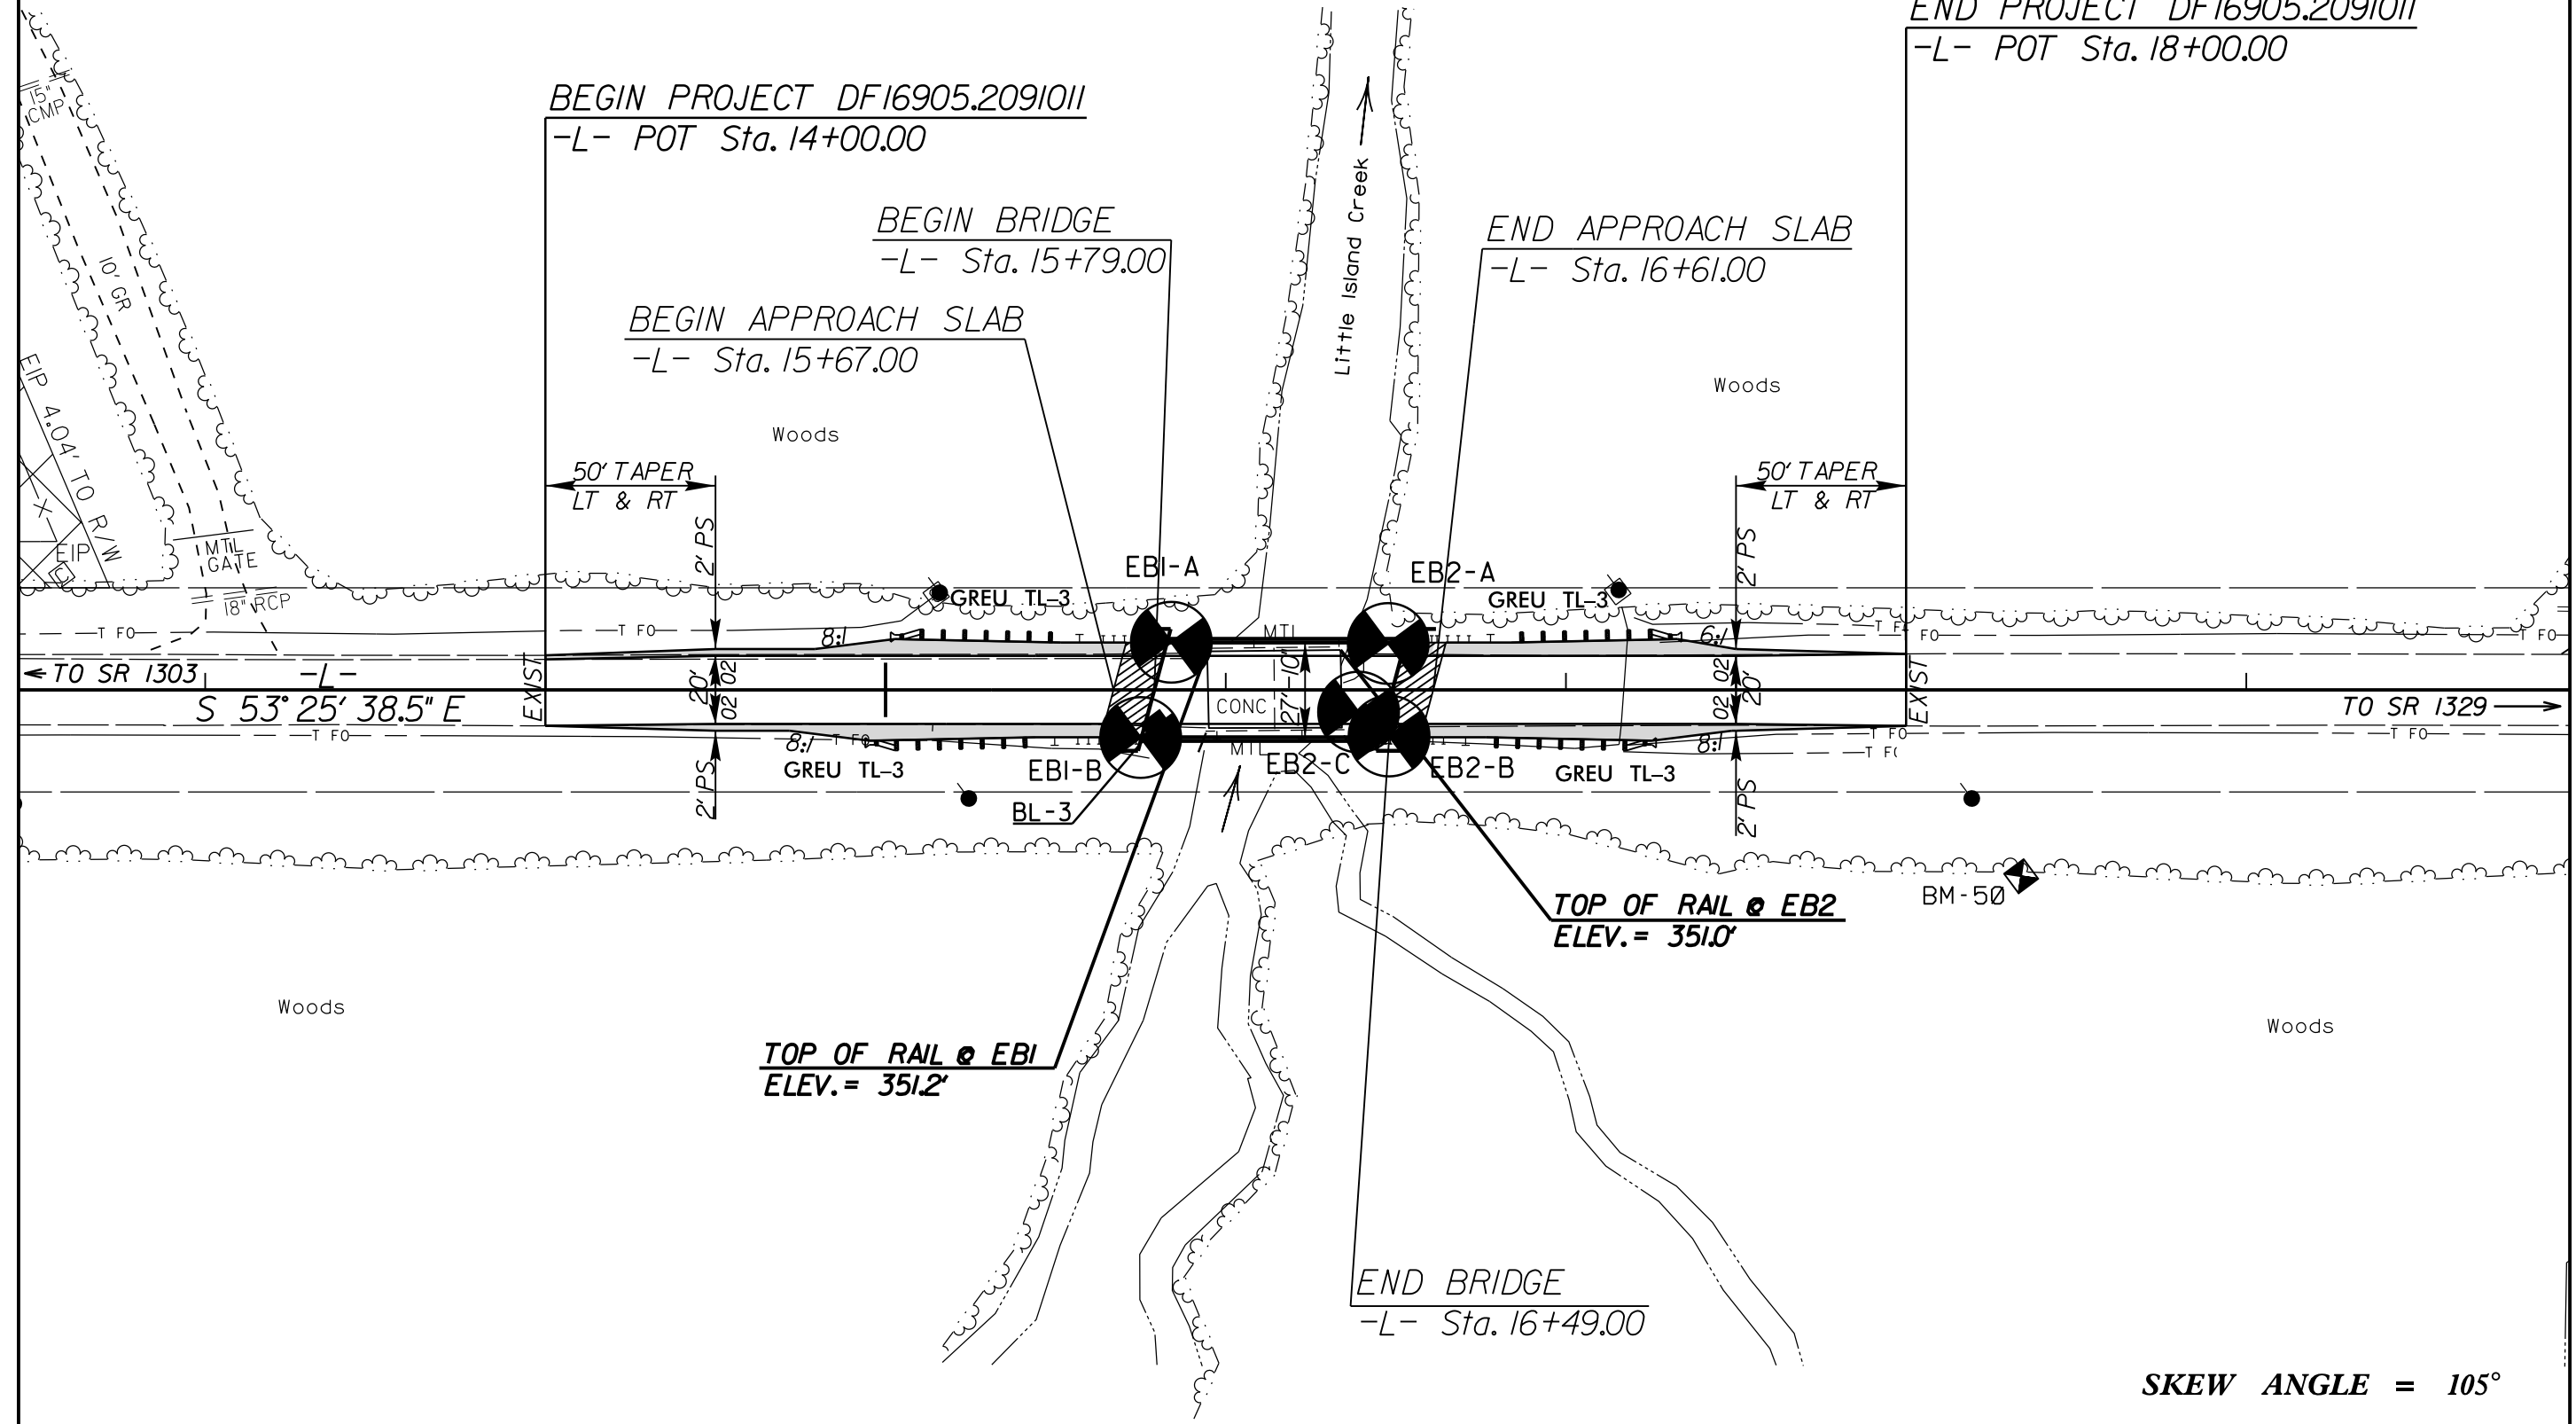 END PROJECT DF16905.2091011
-L- POT Sta. 18+00.00
BEGIN PROJECT DF16905.2091011
-L- POT Sta. 14+00.00
15"
CMP
BEGIN BRIDGE
-L- Sta. 15+79.00
END APPROACH SLAB
-L- Sta. 16+61.00
Little Island Creek
10' GR
BEGIN APPROACH SLAB
-L- Sta. 15+67.00
Woods
Woods
EIP 4.04' TO R/W
X
50' TAPER
LT & RT
50' TAPER
LT & RT
2' PS
2' PS
EIP
C
MTL
GATE
18" RCP
EB1-A
EB2-A
GREU TL-3
GREU TL-3
T FO
T FO
8:1
MTL
6:1
T F
FO
T FO
TO SR 1303
-L-
EXIST
20'
02 02
27'-10"
CONC
02 02
20'
EXIST
S 53° 25' 38.5" E
TO SR 1329
T FO
8:1
T FO
MTL
8:1
T FO
T FO
T F(
GREU TL-3
EB1-B
EB2-C
EB2-B
GREU TL-3
2' PS
2' PS
BL-3
BM-50
TOP OF RAIL @ EB2
ELEV. = 351.0'
Woods
Woods
TOP OF RAIL @ EB1
ELEV. = 351.2'
END BRIDGE
-L- Sta. 16+49.00
SKEW ANGLE = 105°